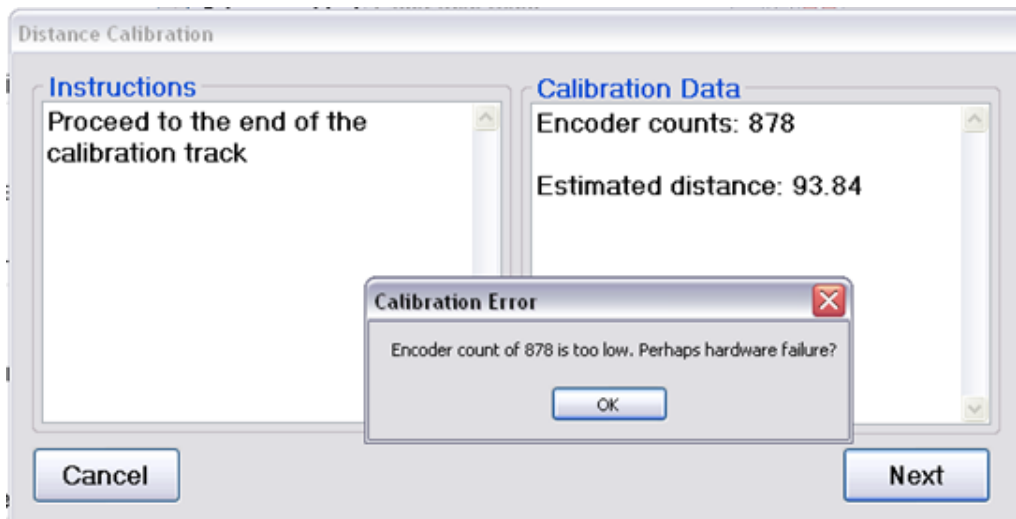 Distance Calibration
Instructions
Proceed to the end of the
calibration track
Calibration Data
Encoder counts: 878
Estimated distance: 93.84
Calibration Error
Encoder count of 878 is too low. Perhaps hardware failure?
OK
Cancel
Next